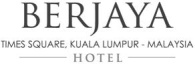 BERJAYA
TIMES SQUARE, KUALA LUMPUR - MALAYSIA
HOTEL